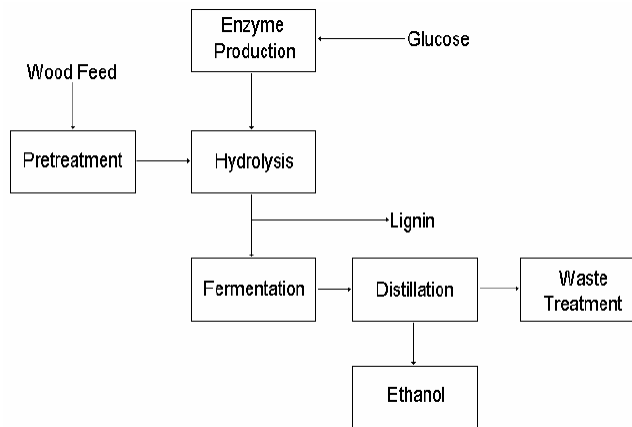 Enzyme
Production
Glucose
Wood Feed
Pretreatment
Hydrolysis
Lignin
Fermentation
Distillation
Waste
Treatment
Ethanol